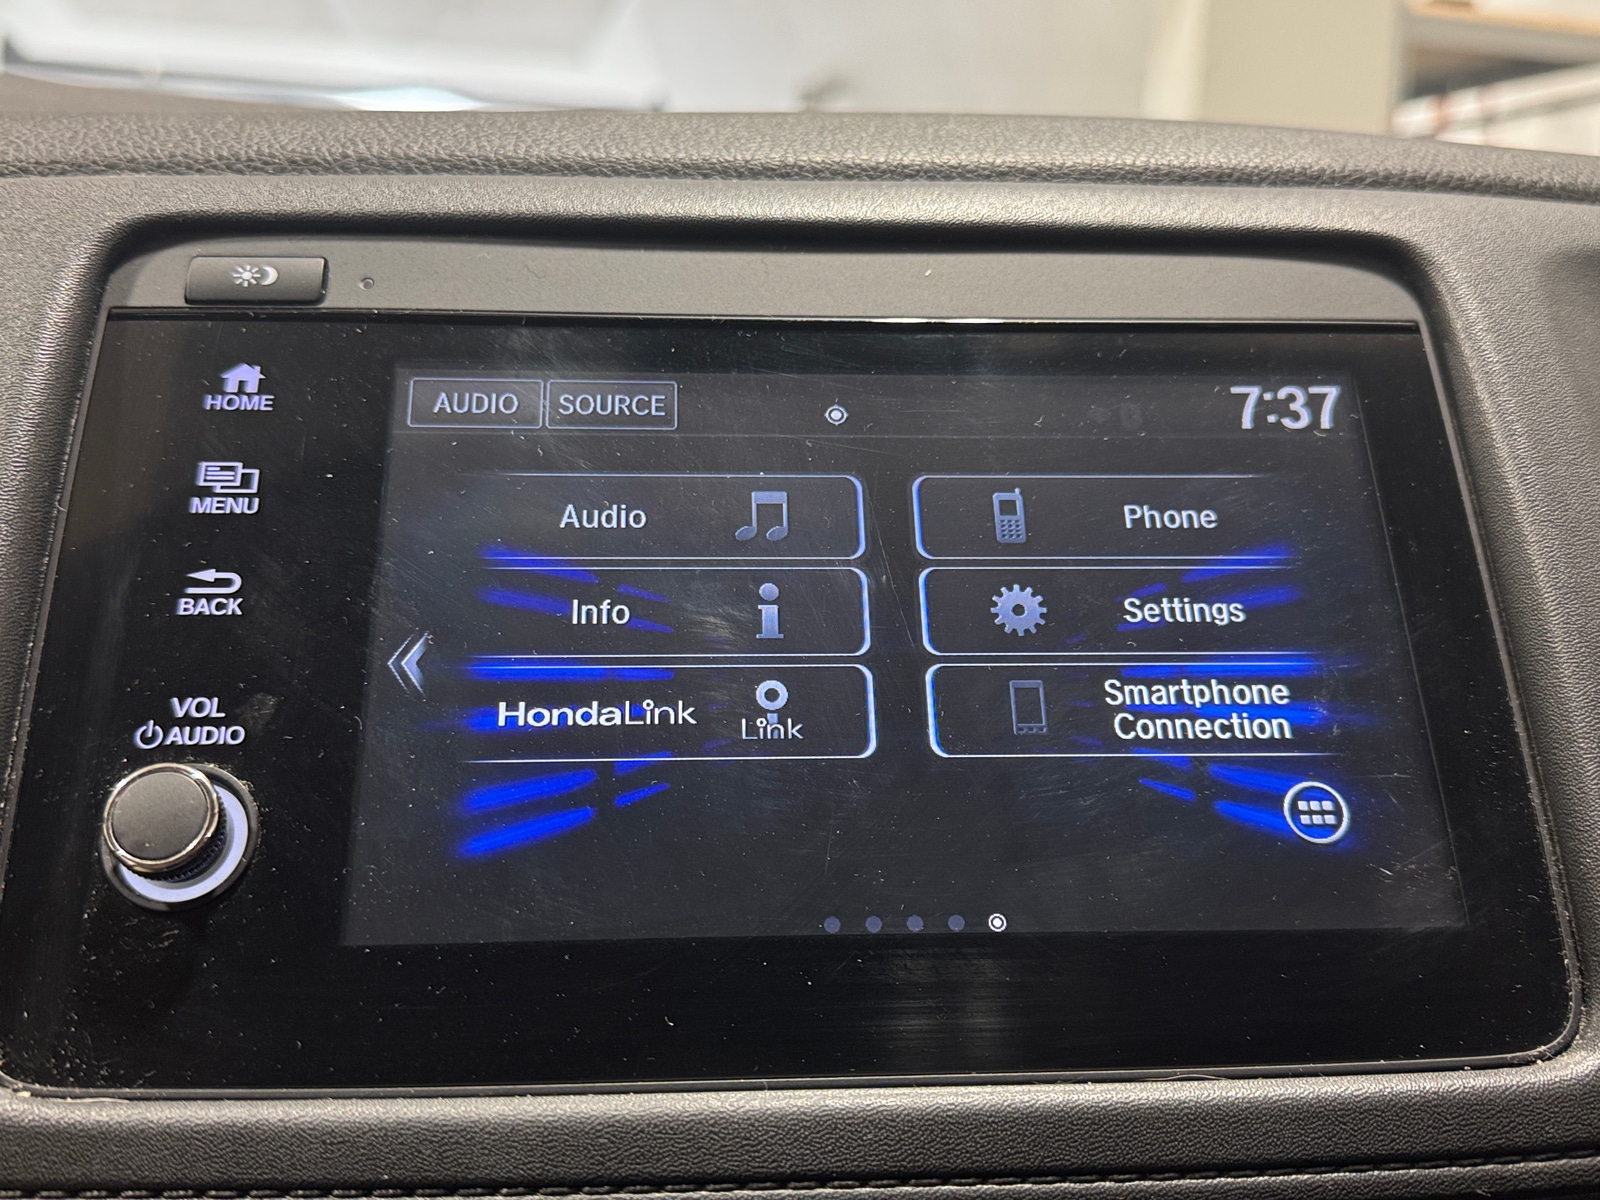 HOME
MENU
BACK
VOL
AUDIO
AUDIO SOURCE 7:37
Audio
Phone
Info
Settings
HondaLink
Link
Smartphone
Connection